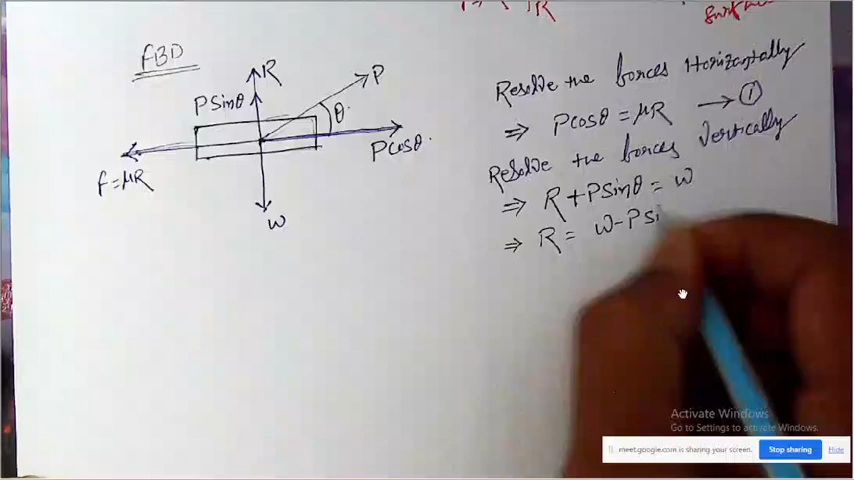 surface
FBD
R
P
Psinθ
θ
Pcosθ
F=μR
W
Resolve the forces Horizontally
⇒ Pcosθ = μR → ①
Resolve the forces Vertically
⇒ R + Psinθ = W
⇒ R = W - Psi
Activate Windows
Go to Settings to activate Windows.
meet.google.com is sharing your screen.
Stop sharing
Hide